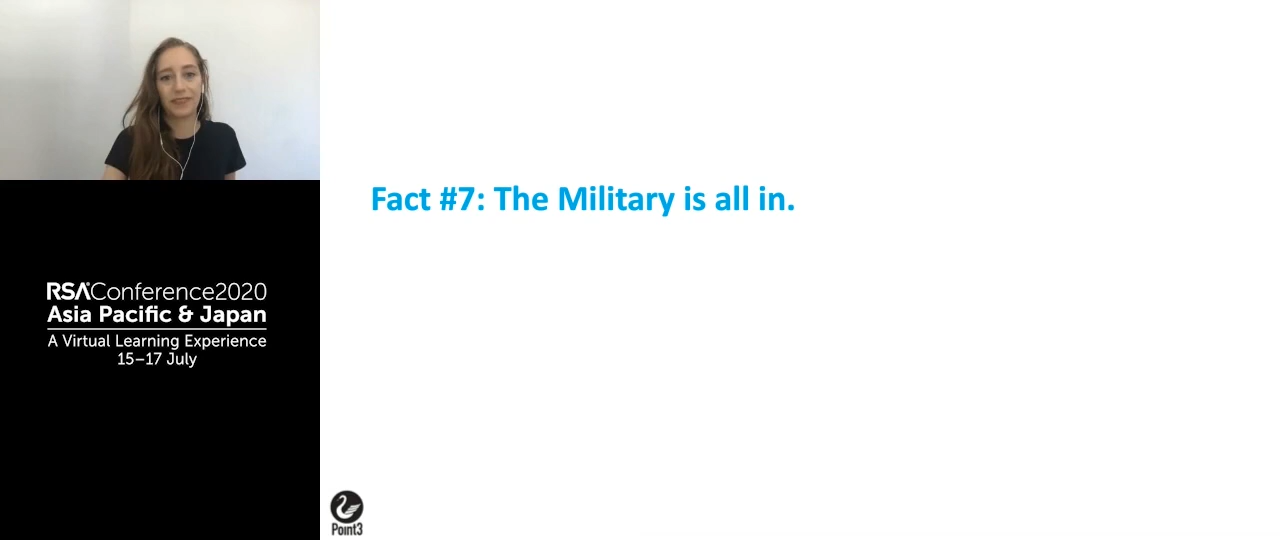 Fact #7: The Military is all in.
RSAConference2020
Asia Pacific & Japan
A Virtual Learning Experience
15–17 July
Point3